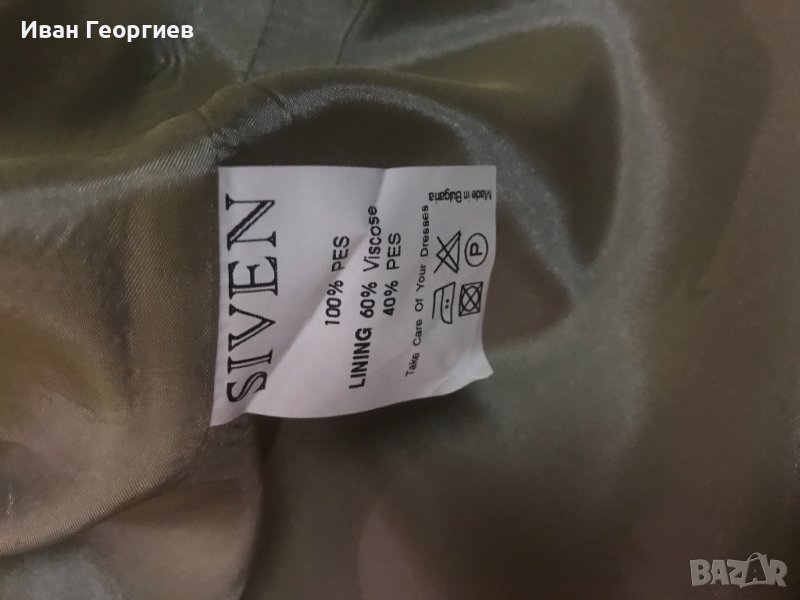 Иван Георгиев
SIVEN
100% PES
LINING 60% Viscose
40% PES
Take Care Of Your Dresses
P
Made in Bulgaria
BAZAR